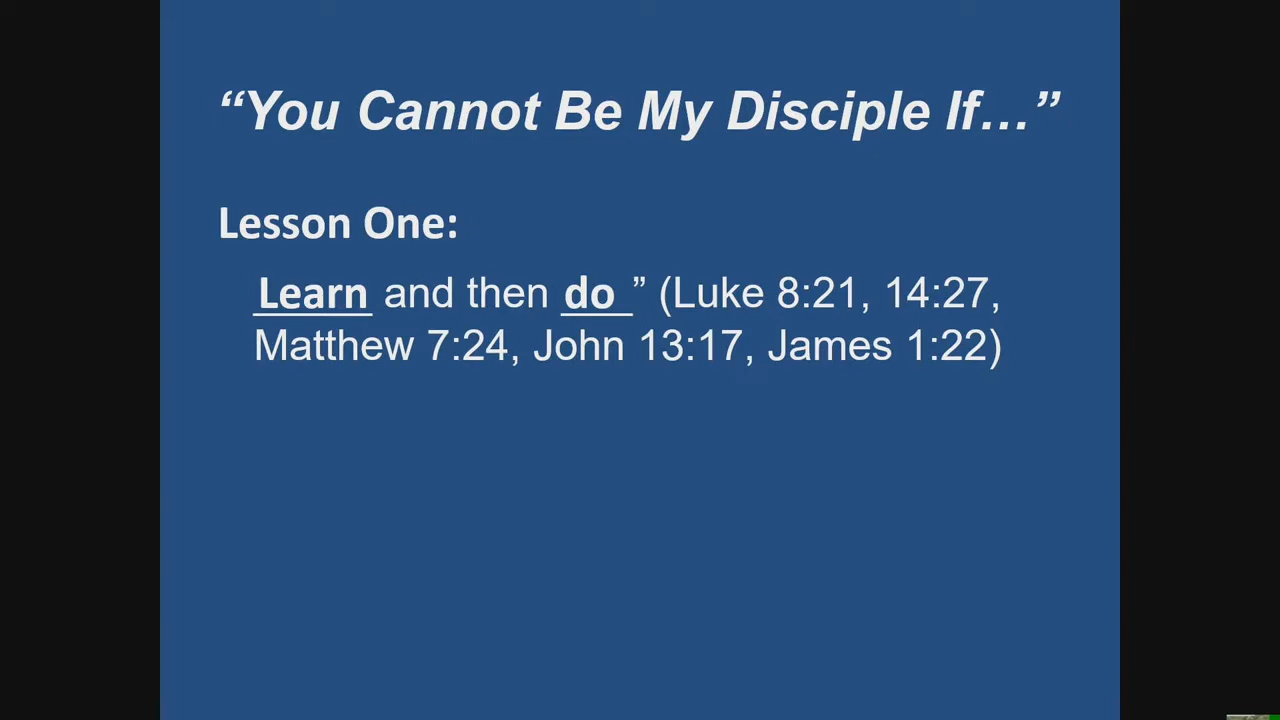 “You Cannot Be My Disciple If…”
Lesson One:
Learn and then do ” (Luke 8:21, 14:27,
Matthew 7:24, John 13:17, James 1:22)